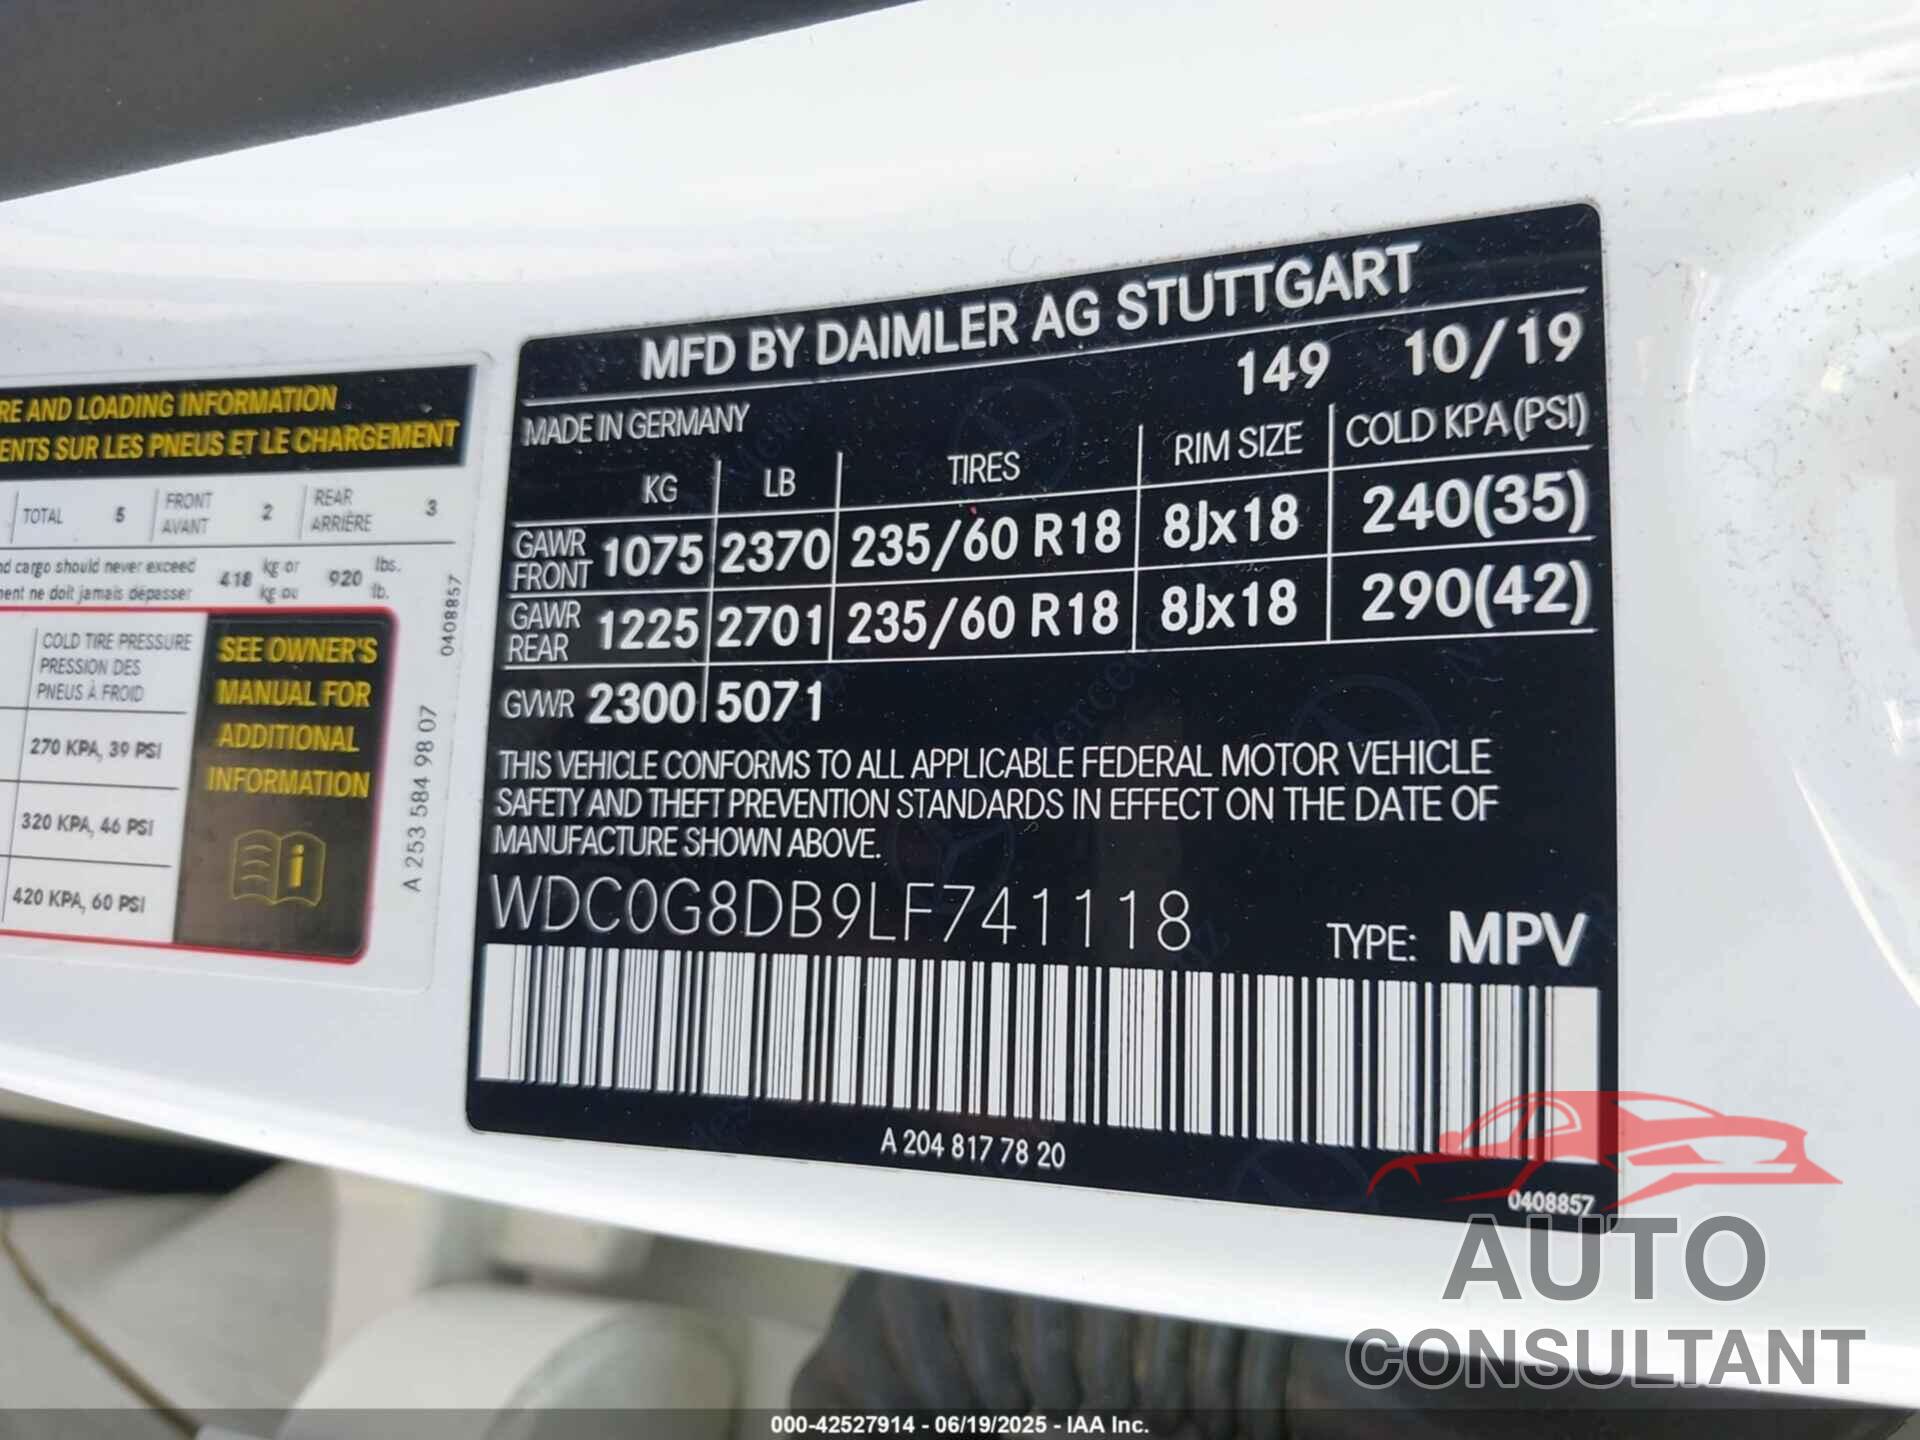 RE AND LOADING INFORMATION
ENTS SUR LES PNEUS ET LE CHARGEMENT
TOTAL 5 FRONT AVANT 2 REAR ARRIÈRE 3
d cargo should never exceed 418 kg or 920 lbs.
ment ne doit jamais dépasser kg ou lb.
COLD TIRE PRESSURE
PRESSION DES
PNEUS À FROID
270 KPA, 39 PSI
320 KPA, 46 PSI
420 KPA, 60 PSI
SEE OWNER'S
MANUAL FOR
ADDITIONAL
INFORMATION
0408857
A 253 584 98 07
MFD BY DAIMLER AG STUTTGART
149 10/19
MADE IN GERMANY
KG LB TIRES RIM SIZE COLD KPA (PSI)
GAWR FRONT 1075 2370 235/60 R18 8Jx18 240(35)
GAWR REAR 1225 2701 235/60 R18 8Jx18 290(42)
GVWR 2300 5071
THIS VEHICLE CONFORMS TO ALL APPLICABLE FEDERAL MOTOR VEHICLE
SAFETY AND THEFT PREVENTION STANDARDS IN EFFECT ON THE DATE OF
MANUFACTURE SHOWN ABOVE.
WDC0G8DB9LF741118
TYPE: MPV
A 204 817 78 20
0408857
AUTO
CONSULTANT
000-42527914 - 06/19/2025 - IAA Inc.